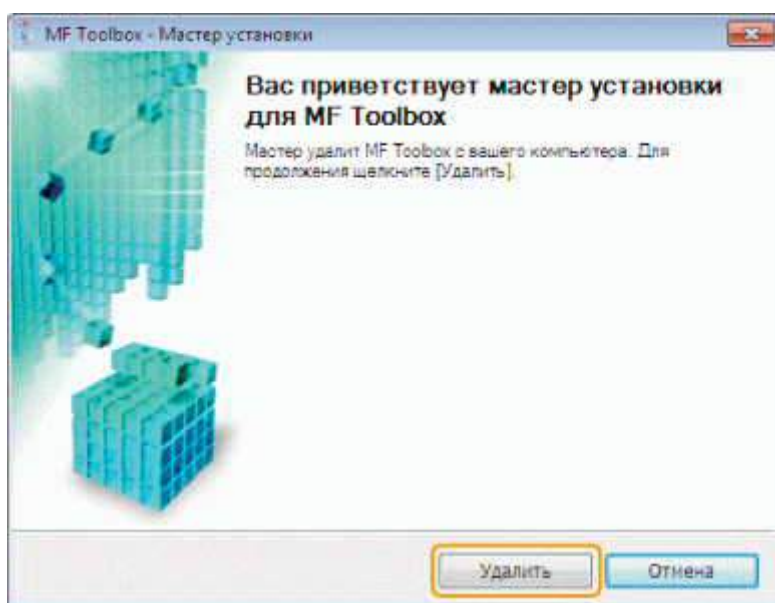 MF Toolbox - Мастер установки
Вас приветствует мастер установки
для MF Toolbox
Мастер удалит MF Toolbox с вашего компьютера. Для
продолжения щелкните [Удалить].
Удалить
Отмена